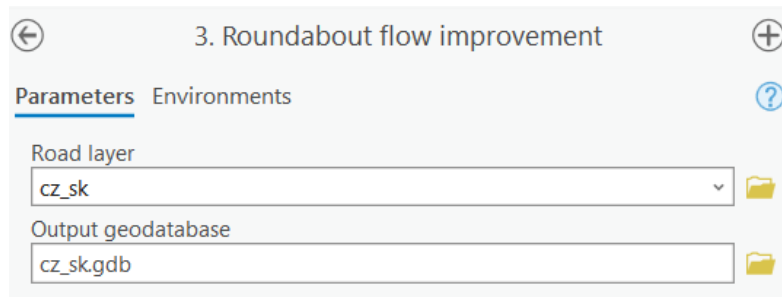 3. Roundabout flow improvement
Parameters Environments
Road layer
cz_sk
Output geodatabase
cz_sk.gdb